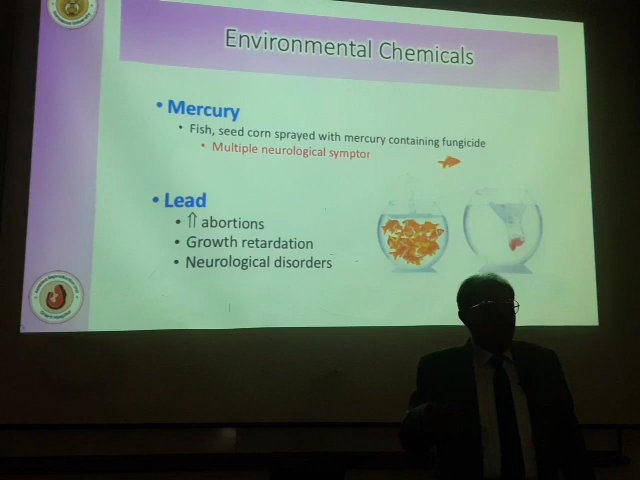 Environmental Chemicals
• Mercury
• Fish, seed corn sprayed with mercury containing fungicide
• Multiple neurological symptor
• Lead
• ⇑ abortions
• Growth retardation
• Neurological disorders